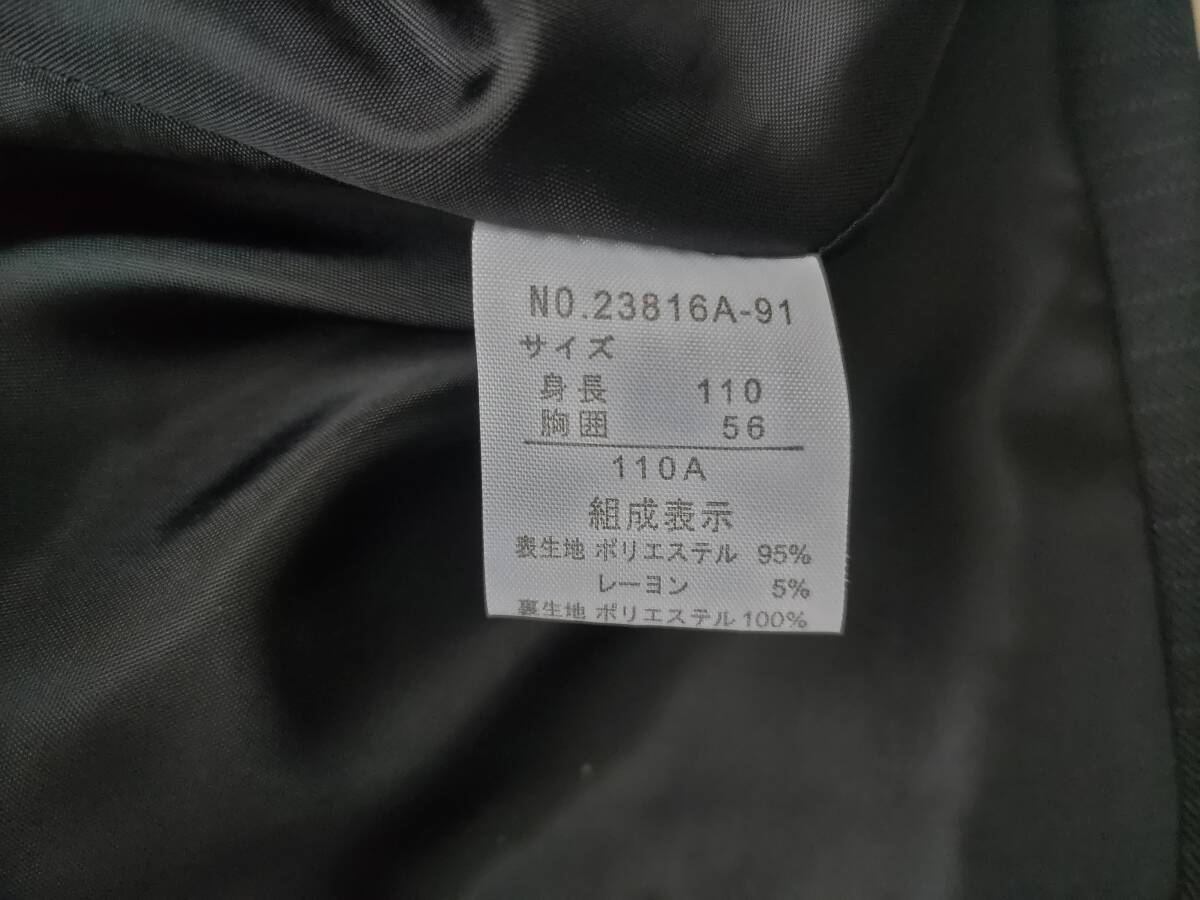 NO.23816A-91
サイズ
身長 110
胸囲 56
110A
組成表示
表生地 ポリエステル 95%
レーヨン 5%
裏生地 ポリエステル 100%